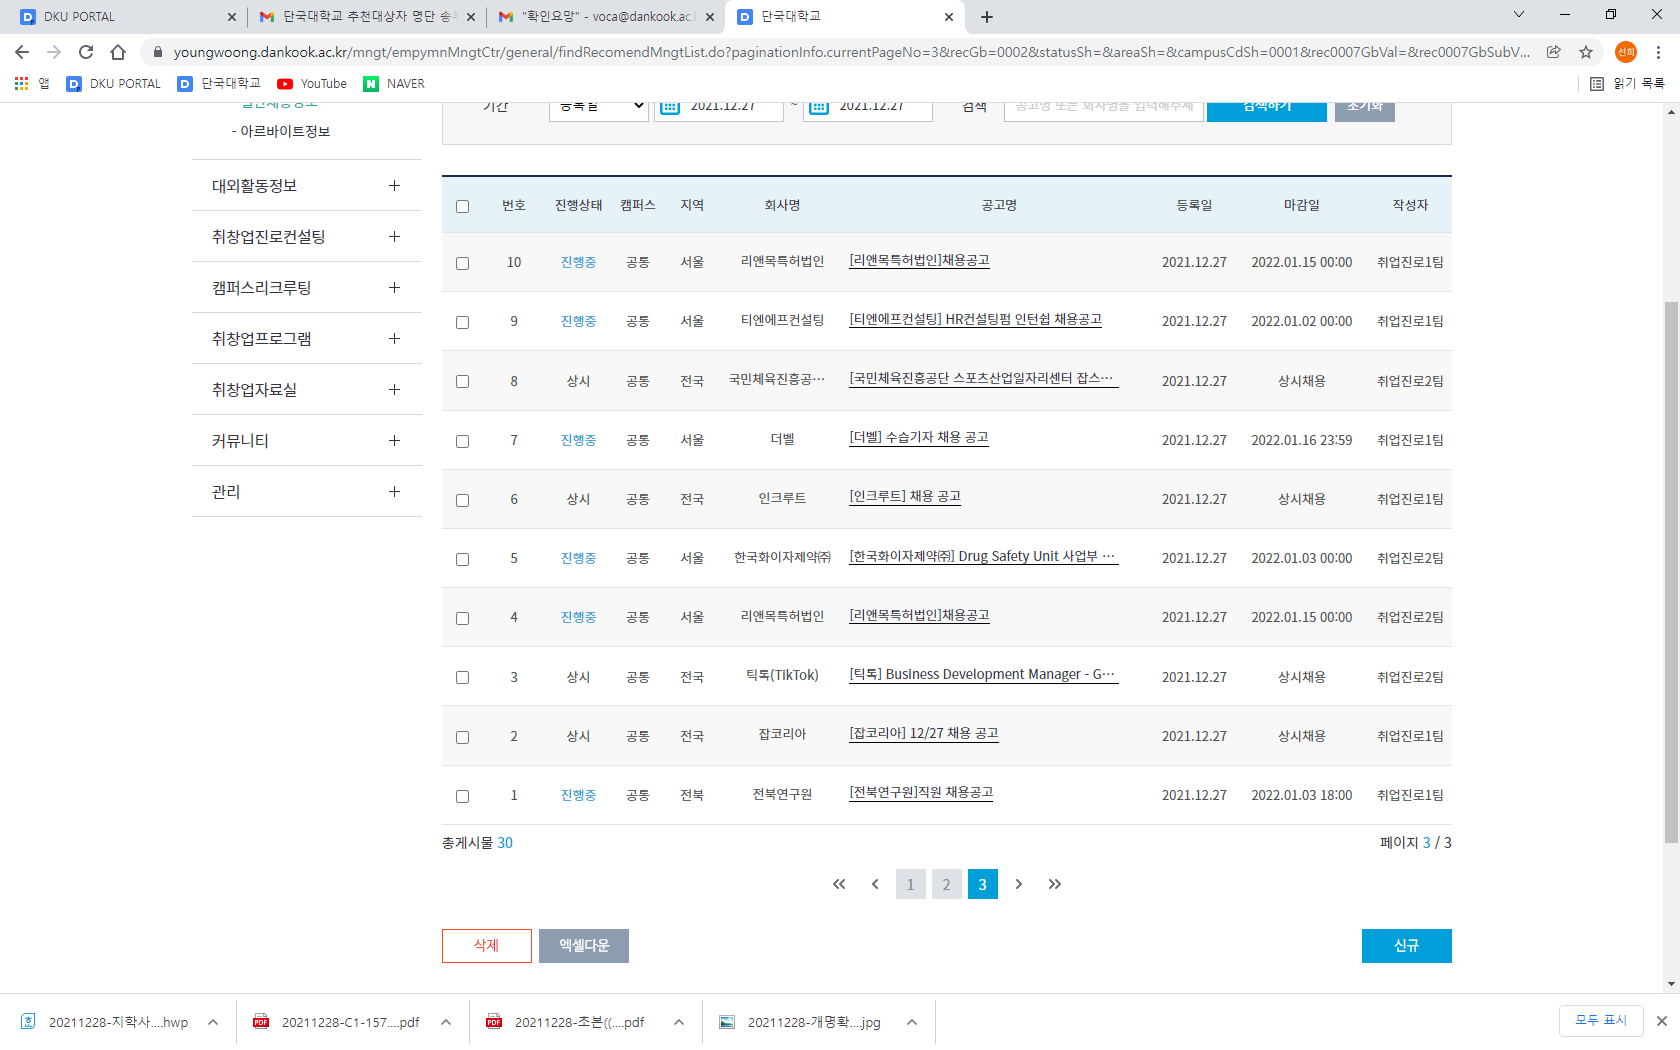 DKU PORTAL
단국대학교 추천대상자 명단 송부
"확인요망" - voca@dankook.ac.k
단국대학교
youngwoong.dankook.ac.kr/mngt/empymnMngtCtr/general/findRecomendMngtList.do?paginationInfo.currentPageNo=3&recGb=0002&statusSh=&areaSh=&campusCdSh=0001&rec0007GbVal=&rec0007GbSubV...
선희
앱
DKU PORTAL
단국대학교
YouTube
NAVER
읽기 목록
일반채용정보
- 아르바이트정보
대외활동정보 +
취창업진로컨설팅 +
캠퍼스리크루팅 +
취창업프로그램 +
취창업자료실 +
커뮤니티 +
관리 +
기간 등록일 2021.12.27 ~ 2021.12.27 검색 공고명 또는 회사명을 입력해주세 검색하기 초기화
번호 진행상태 캠퍼스 지역 회사명 공고명 등록일 마감일 작성자
10 진행중 공통 서울 리앤목특허법인 [리앤목특허법인]채용공고 2021.12.27 2022.01.15 00:00 취업진로1팀
9 진행중 공통 서울 티엔에프컨설팅 [티엔에프컨설팅] HR컨설팅펌 인턴쉽 채용공고 2021.12.27 2022.01.02 00:00 취업진로1팀
8 상시 공통 전국 국민체육진흥공… [국민체육진흥공단 스포츠산업일자리센터 잡스… 2021.12.27 상시채용 취업진로2팀
7 진행중 공통 서울 더벨 [더벨] 수습기자 채용 공고 2021.12.27 2022.01.16 23:59 취업진로1팀
6 상시 공통 전국 인크루트 [인크루트] 채용 공고 2021.12.27 상시채용 취업진로1팀
5 진행중 공통 서울 한국화이자제약㈜ [한국화이자제약㈜] Drug Safety Unit 사업부 … 2021.12.27 2022.01.03 00:00 취업진로2팀
4 진행중 공통 서울 리앤목특허법인 [리앤목특허법인]채용공고 2021.12.27 2022.01.15 00:00 취업진로2팀
3 상시 공통 전국 틱톡(TikTok) [틱톡] Business Development Manager - G… 2021.12.27 상시채용 취업진로2팀
2 상시 공통 전국 잡코리아 [잡코리아] 12/27 채용 공고 2021.12.27 상시채용 취업진로1팀
1 진행중 공통 전북 전북연구원 [전북연구원]직원 채용공고 2021.12.27 2022.01.03 18:00 취업진로1팀
총게시물 30
페이지 3 / 3
« ‹ 1 2 3 › »
삭제
엑셀다운
신규
20211228-지학사....hwp
20211228-C1-157....pdf
20211228-초본((....pdf
20211228-개명확....jpg
모두 표시